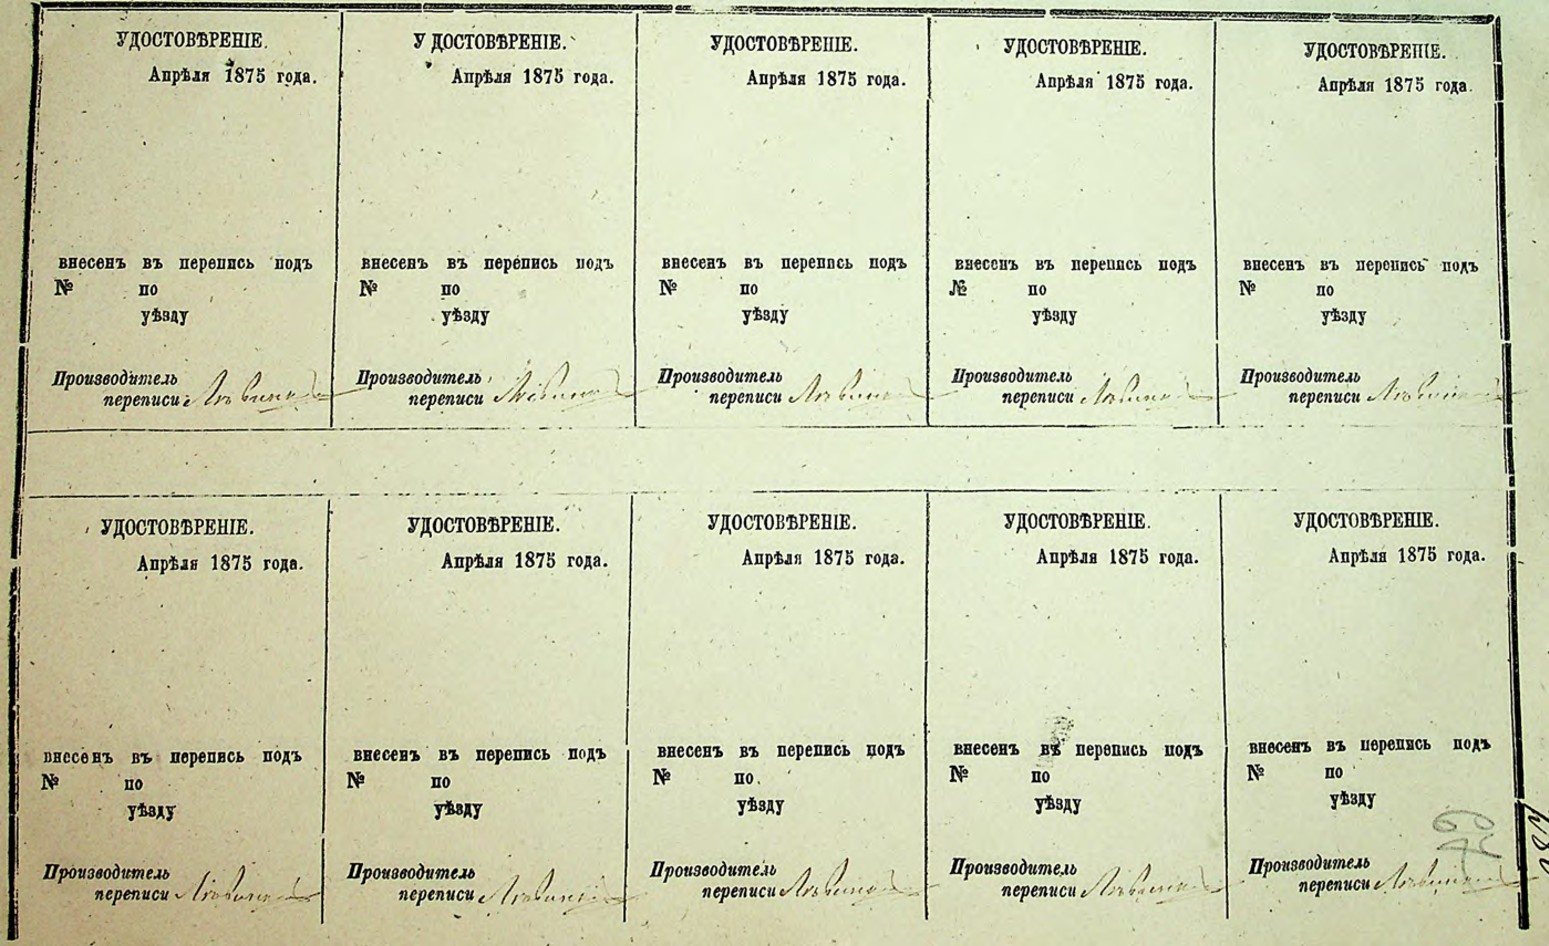 УДОСТОВѢРЕНІЕ.
Апрѣля 1875 года.
внесенъ въ перепись подъ
№ по
уѣзду
Производитель
переписи
УДОСТОВѢРЕНІЕ.
Апрѣля 1875 года.
внесенъ въ перепись подъ
№ по
уѣзду
Производитель
переписи
УДОСТОВѢРЕНІЕ.
Апрѣля 1875 года.
внесенъ въ перепись подъ
№ по
уѣзду
Производитель
переписи
УДОСТОВѢРЕНІЕ.
Апрѣля 1875 года.
внесенъ въ перепись подъ
№ по
уѣзду
Производитель
переписи
УДОСТОВѢРЕНІЕ.
Апрѣля 1875 года.
внесенъ въ перепись подъ
№ по
уѣзду
Производитель
переписи
УДОСТОВѢРЕНІЕ.
Апрѣля 1875 года.
внесенъ въ перепись подъ
№ по
уѣзду
Производитель
переписи
УДОСТОВѢРЕНІЕ.
Апрѣля 1875 года.
внесенъ въ перепись подъ
№ по
уѣзду
Производитель
переписи
УДОСТОВѢРЕНІЕ.
Апрѣля 1875 года.
внесенъ въ перепись подъ
№ по
уѣзду
Производитель
переписи
УДОСТОВѢРЕНІЕ.
Апрѣля 1875 года.
внесенъ въ перепись подъ
№ по
уѣзду
Производитель
переписи
УДОСТОВѢРЕНІЕ.
Апрѣля 1875 года.
внесенъ въ перепись подъ
№ по
уѣзду
Производитель
переписи